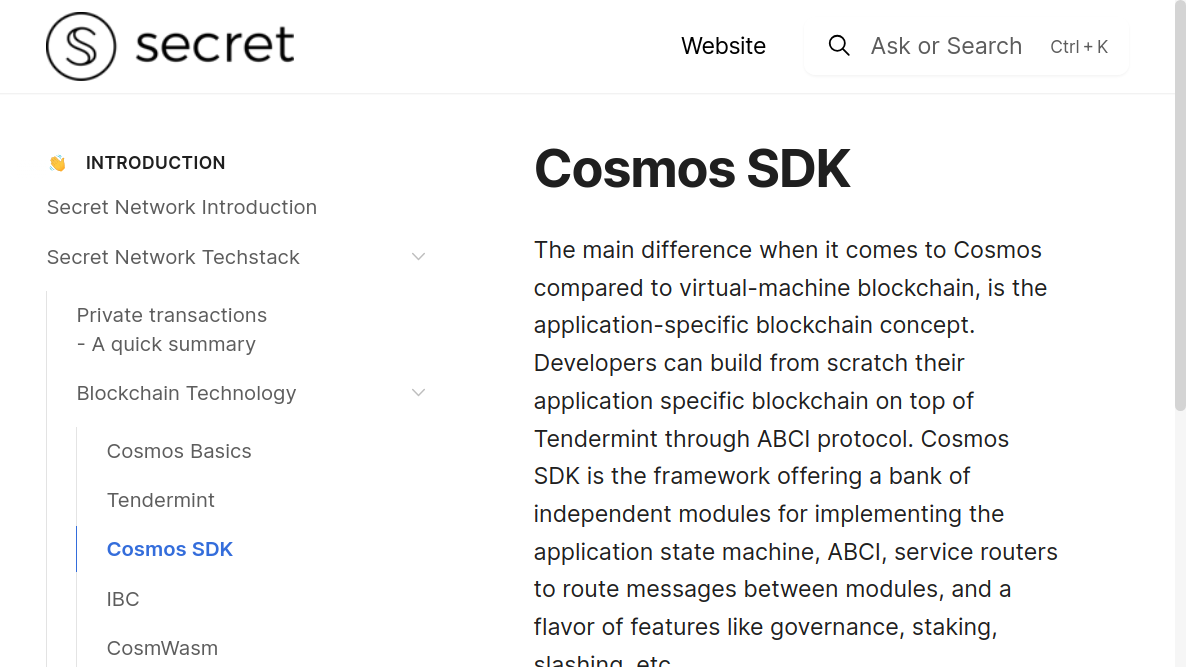 secret
Website
Ask or Search Ctrl + K
INTRODUCTION
Secret Network Introduction
Secret Network Techstack
Private transactions
- A quick summary
Blockchain Technology
Cosmos Basics
Tendermint
Cosmos SDK
IBC
CosmWasm
Cosmos SDK
The main difference when it comes to Cosmos
compared to virtual-machine blockchain, is the
application-specific blockchain concept.
Developers can build from scratch their
application specific blockchain on top of
Tendermint through ABCI protocol. Cosmos
SDK is the framework offering a bank of
independent modules for implementing the
application state machine, ABCI, service routers
to route messages between modules, and a
flavor of features like governance, staking,
slashing, etc.